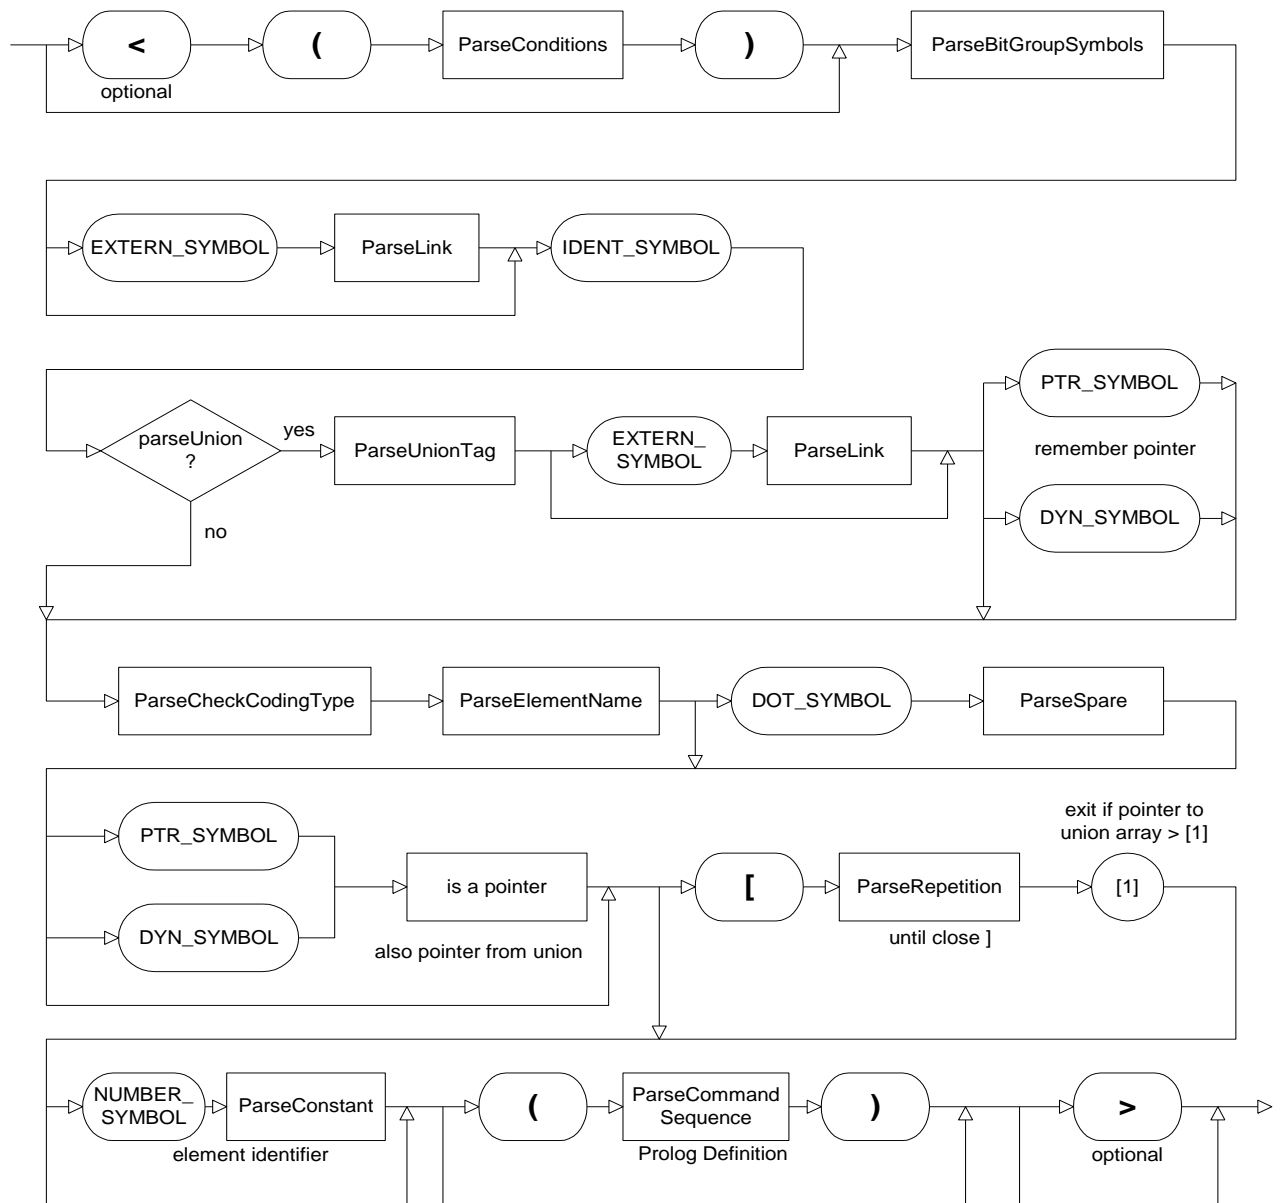 <
(
ParseConditions
)
ParseBitGroupSymbols
optional
EXTERN_SYMBOL
ParseLink
IDENT_SYMBOL
parseUnion
?
yes
no
ParseUnionTag
EXTERN_
SYMBOL
ParseLink
PTR_SYMBOL
remember pointer
DYN_SYMBOL
ParseCheckCodingType
ParseElementName
DOT_SYMBOL
ParseSpare
PTR_SYMBOL
DYN_SYMBOL
is a pointer
also pointer from union
[
ParseRepetition
until close ]
exit if pointer to
union array > [1]
[1]
NUMBER_
SYMBOL
ParseConstant
element identifier
(
ParseCommand
Sequence
Prolog Definition
)
>
optional